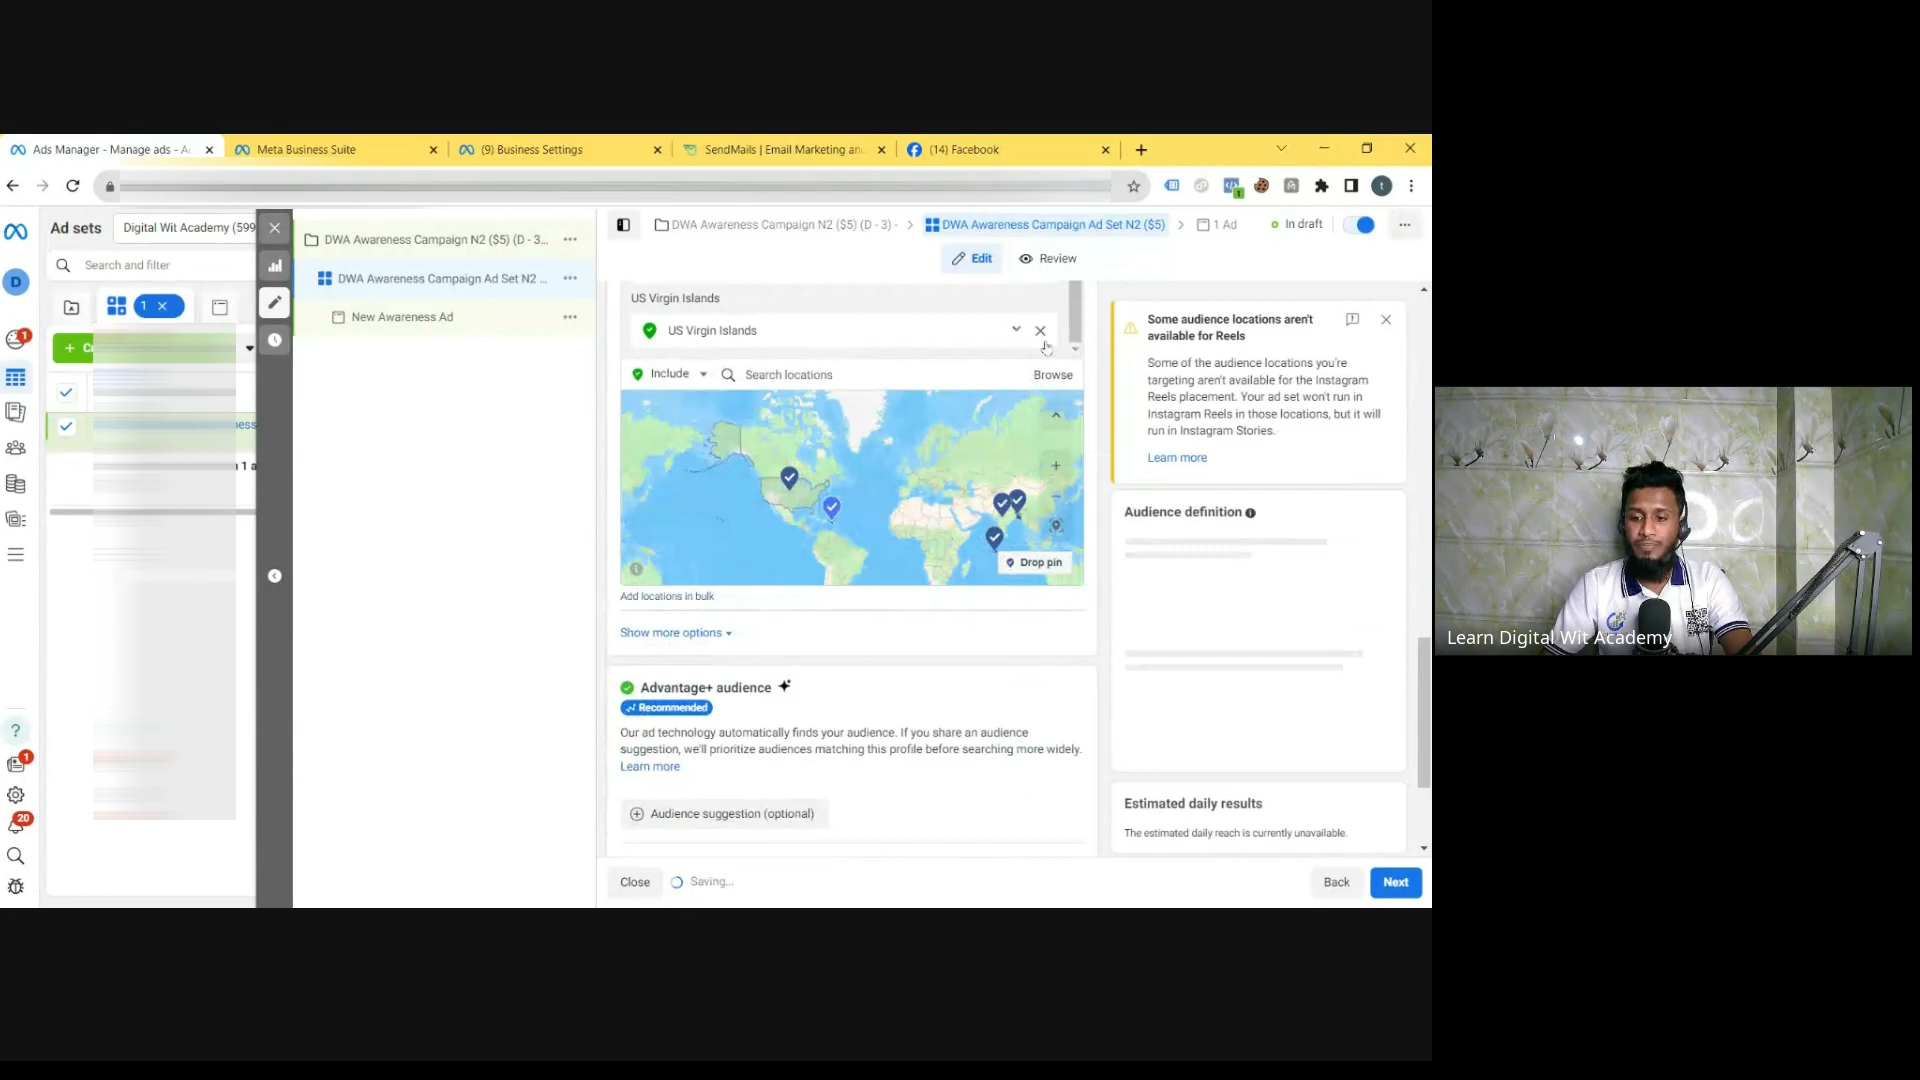 Ads Manager - Manage ads - A
Meta Business Suite
(9) Business Settings
SendMails | Email Marketing an
(14) Facebook
t
Ad sets
Digital Wit Academy (599
DWA Awareness Campaign N2 ($5) (D - 3...
DWA Awareness Campaign N2 ($5) (D - 3) -
DWA Awareness Campaign Ad Set N2 ($5)
1 Ad
In draft
Search and filter
Edit
Review
D
DWA Awareness Campaign Ad Set N2 ...
1
New Awareness Ad
US Virgin Islands
US Virgin Islands
Include
Search locations
Browse
Drop pin
Add locations in bulk
Show more options
Some audience locations aren't
available for Reels
Some of the audience locations you're
targeting aren't available for the Instagram
Reels placement. Your ad set won't run in
Instagram Reels in those locations, but it will
run in Instagram Stories.
Learn more
Audience definition
Advantage+ audience
Recommended
Our ad technology automatically finds your audience. If you share an audience
suggestion, we'll prioritize audiences matching this profile before searching more widely.
Learn more
Audience suggestion (optional)
Estimated daily results
The estimated daily reach is currently unavailable.
1
1
20
Close
Saving...
Back
Next
Learn Digital Wit Academy